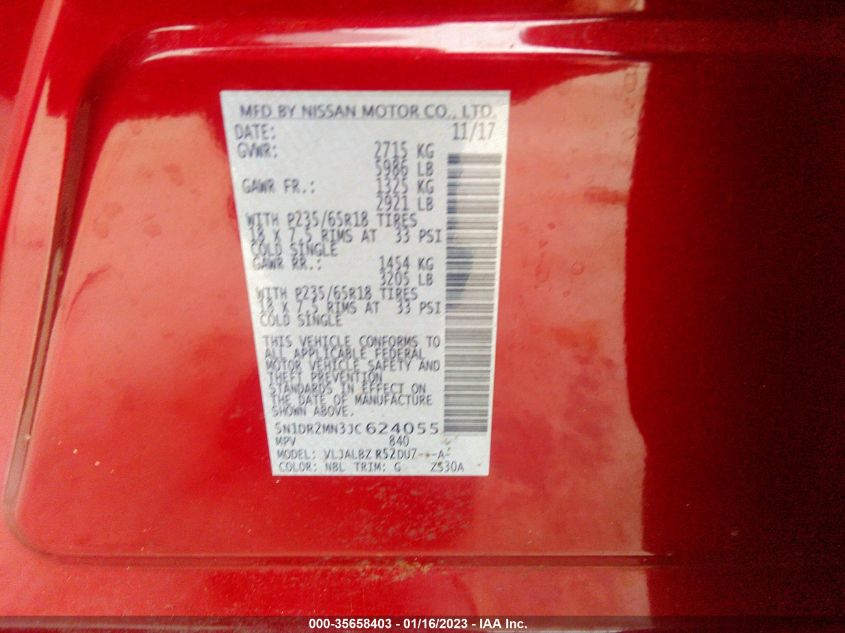 MFD BY NISSAN MOTOR CO., LTD.
DATE: 11/17
GVWR: 2715 KG
5986 LB
GAWR FR.: 1325 KG
2921 LB
WITH P235/65R18 TIRES
18 X 7.5 RIMS AT 33 PSI
COLD SINGLE
GAWR RR.: 1454 KG
3205 LB
WITH P235/65R18 TIRES
18 X 7.5 RIMS AT 33 PSI
COLD SINGLE
THIS VEHICLE CONFORMS TO
ALL APPLICABLE FEDERAL
MOTOR VEHICLE SAFETY AND
THEFT PREVENTION
STANDARDS IN EFFECT ON
THE DATE OF MANUFACTURE
SHOWN ABOVE.
5N1DR2MN3JC624055
MPV 840
MODEL: VLJALBZ R52DUZ---A-
COLOR: NBL TRIM: G ZS30A
000-35658403 - 01/16/2023 - IAA Inc.